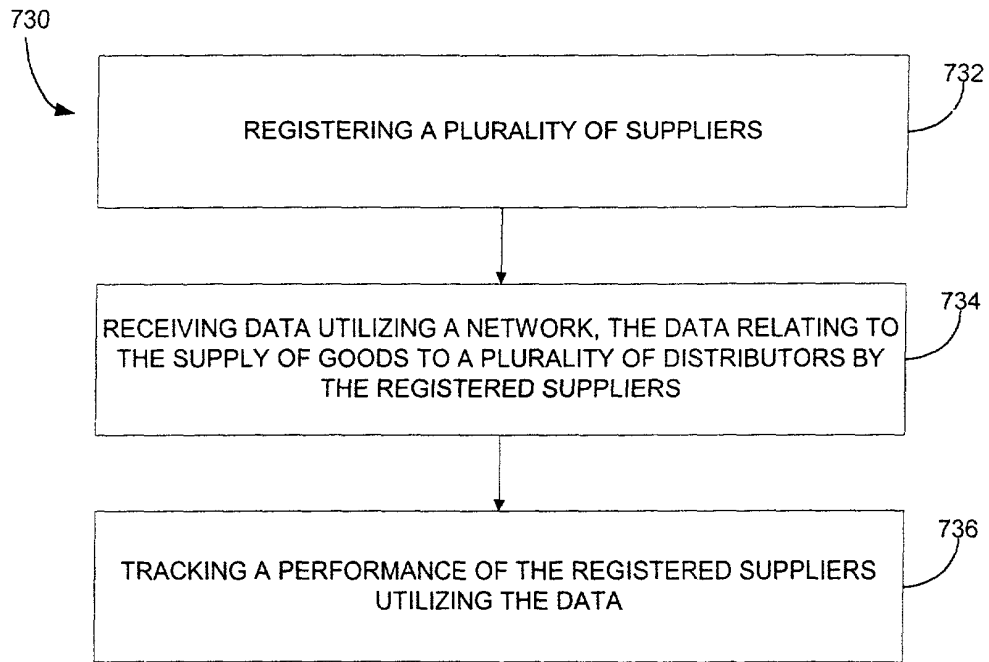 730
732
REGISTERING A PLURALITY OF SUPPLIERS
734
RECEIVING DATA UTILIZING A NETWORK, THE DATA RELATING TO
THE SUPPLY OF GOODS TO A PLURALITY OF DISTRIBUTORS BY
THE REGISTERED SUPPLIERS
736
TRACKING A PERFORMANCE OF THE REGISTERED SUPPLIERS
UTILIZING THE DATA